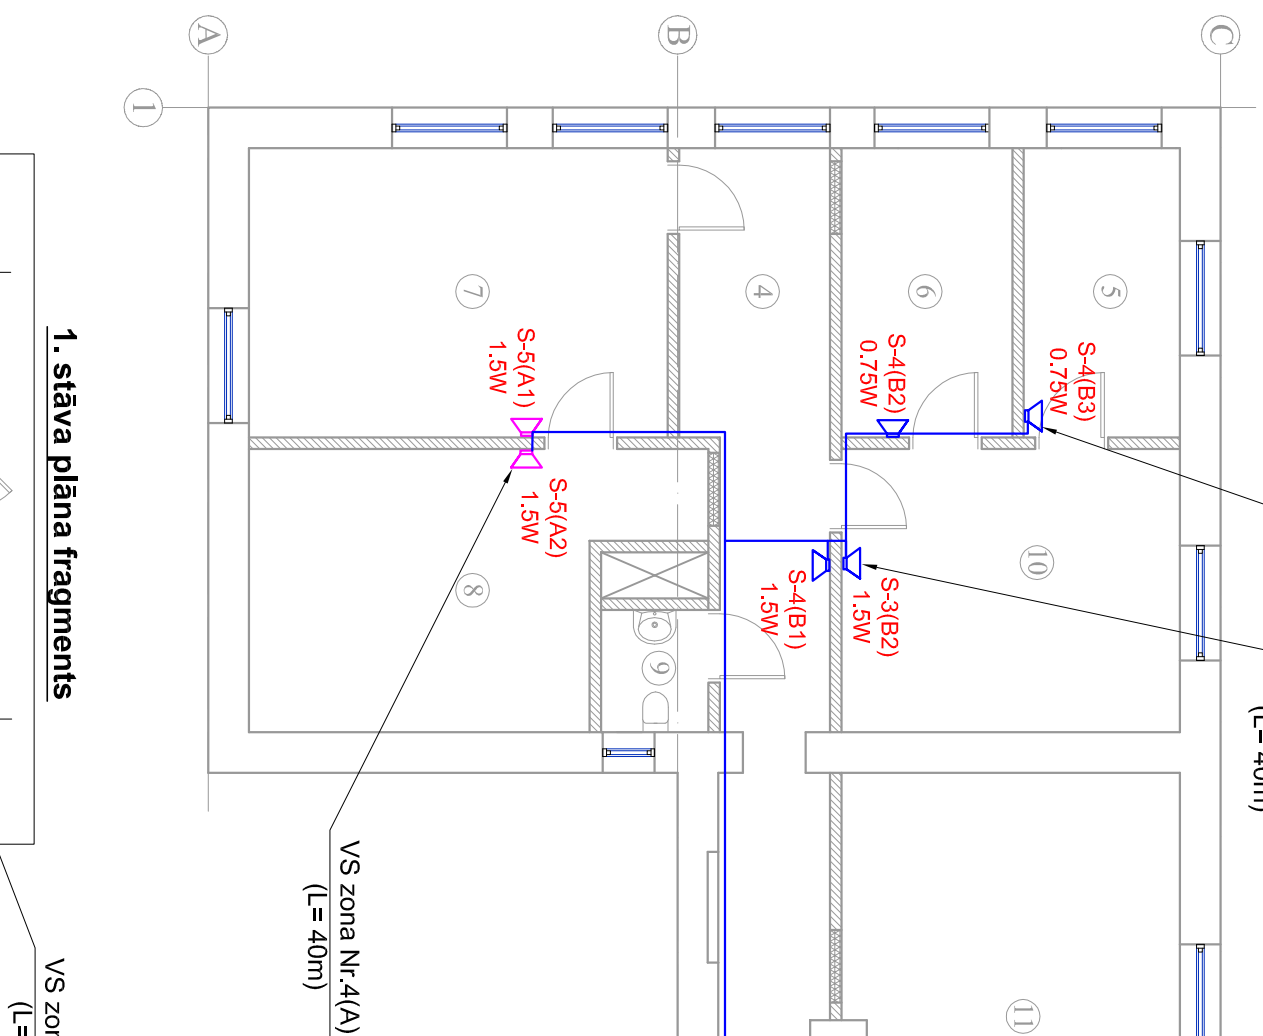 A
B
C
1
7
4
6
5
S-5(A1)
1.5W
S-4(B2)
0.75W
S-4(B3)
0.75W
S-5(A2)
1.5W
S-4(B1)
1.5W
S-3(B2)
1.5W
8
9
10
11
1. stāva plāna fragments
VS zona Nr.4(A)
(L= 40m)
(L= 40m)
VS
(L=